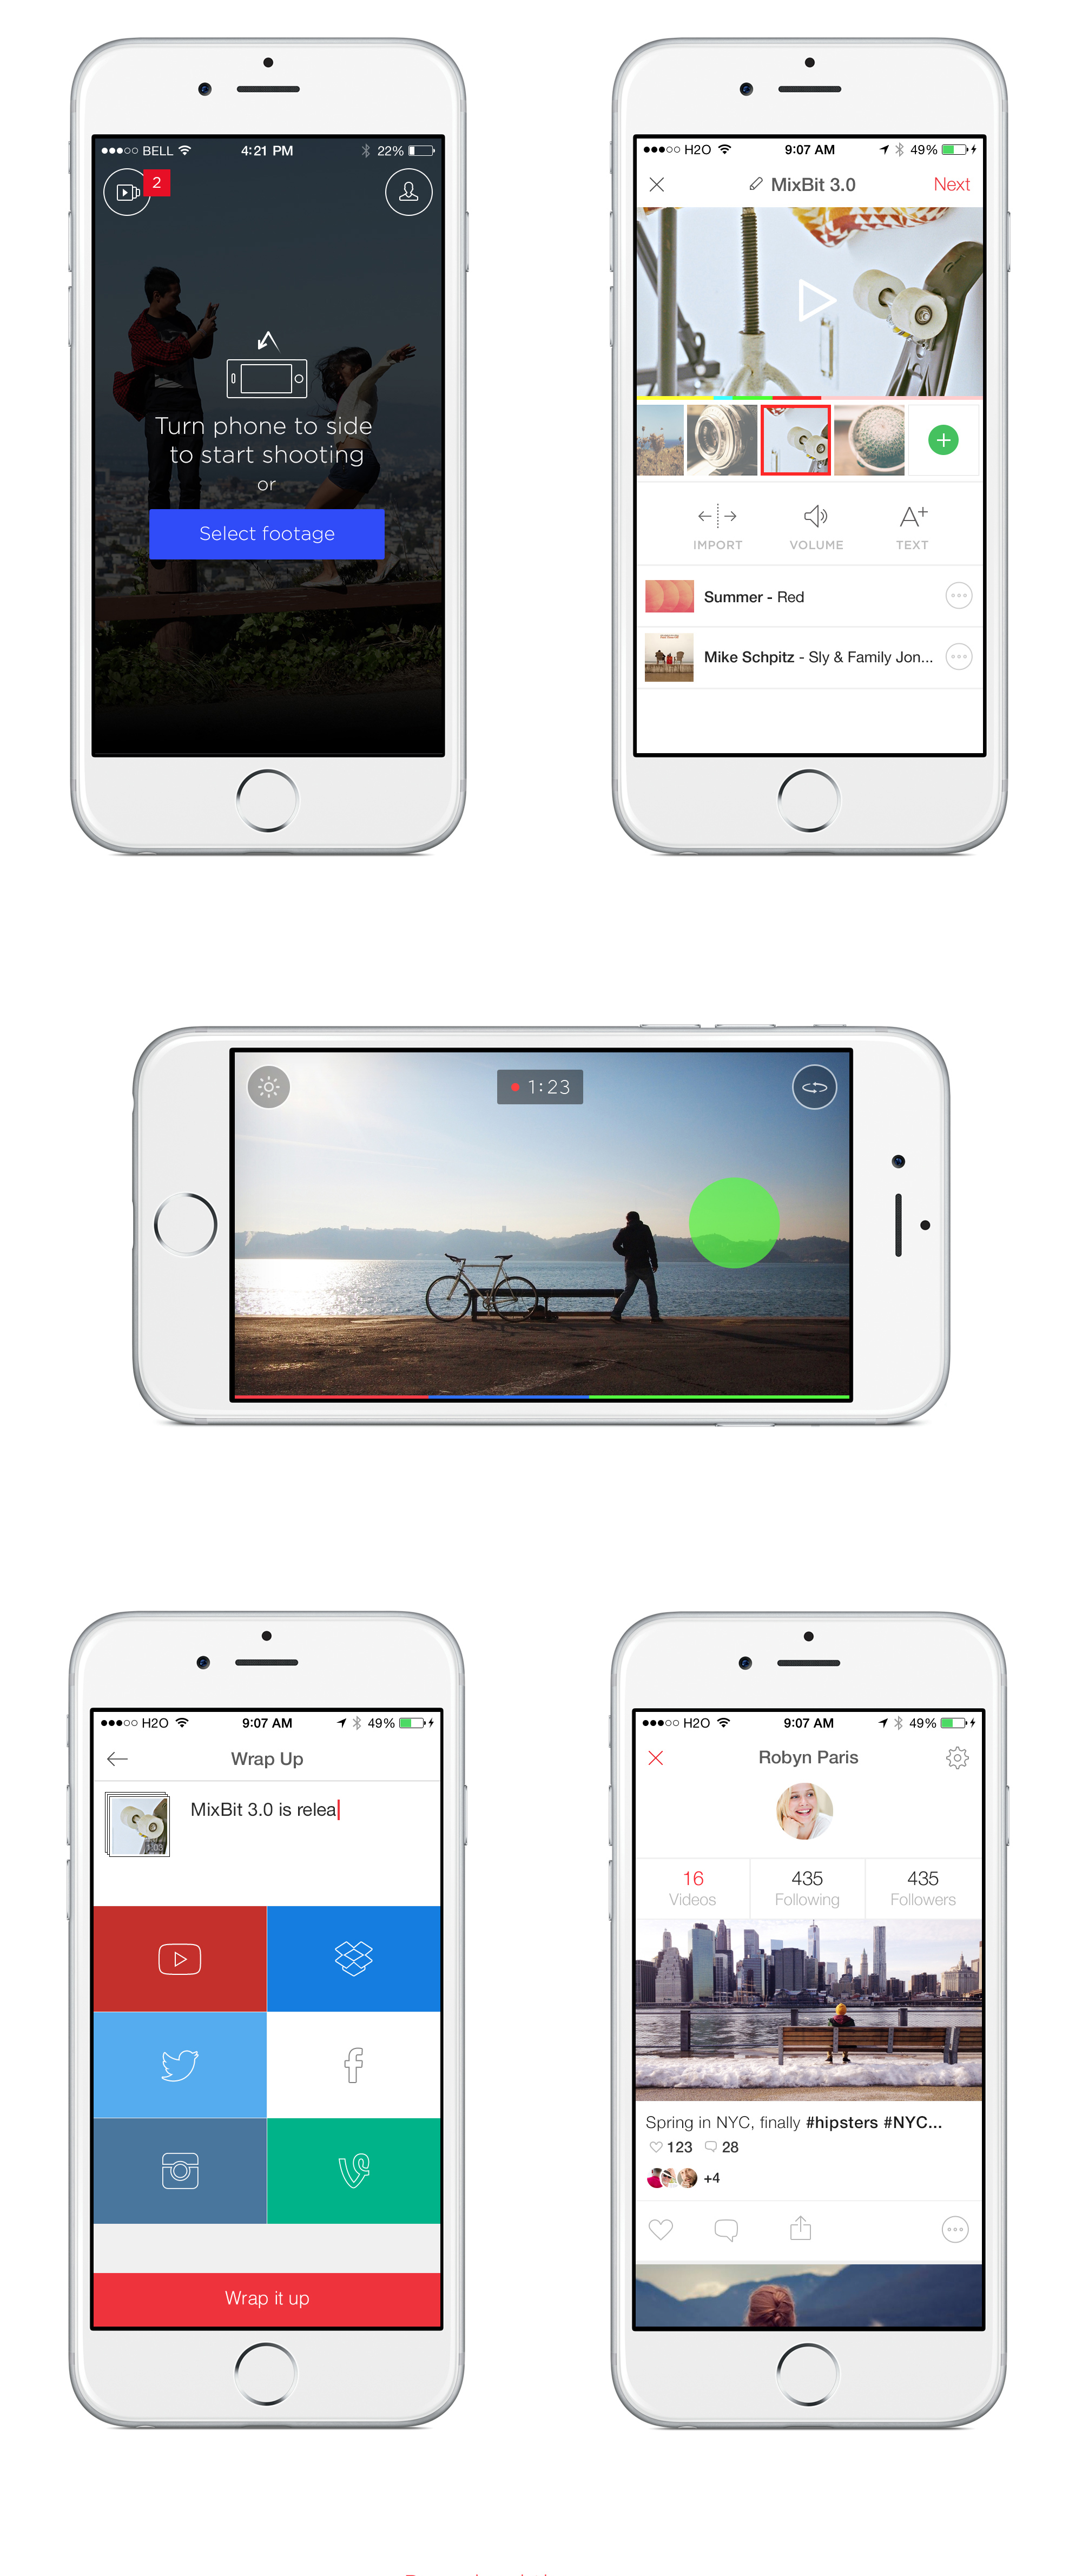 BELL 4:21 PM 22%
2
Turn phone to side
to start shooting
or
Select footage
H2O 9:07 AM 49%
MixBit 3.0 Next
IMPORT VOLUME TEXT
Summer - Red
Mike Schpitz - Sly & Family Jon...
1:23
H2O 9:07 AM 49%
Wrap Up
MixBit 3.0 is relea
Wrap it up
H2O 9:07 AM 49%
Robyn Paris
16 435 435
Videos Following Followers
Spring in NYC, finally #hipsters #NYC...
123 28
+4